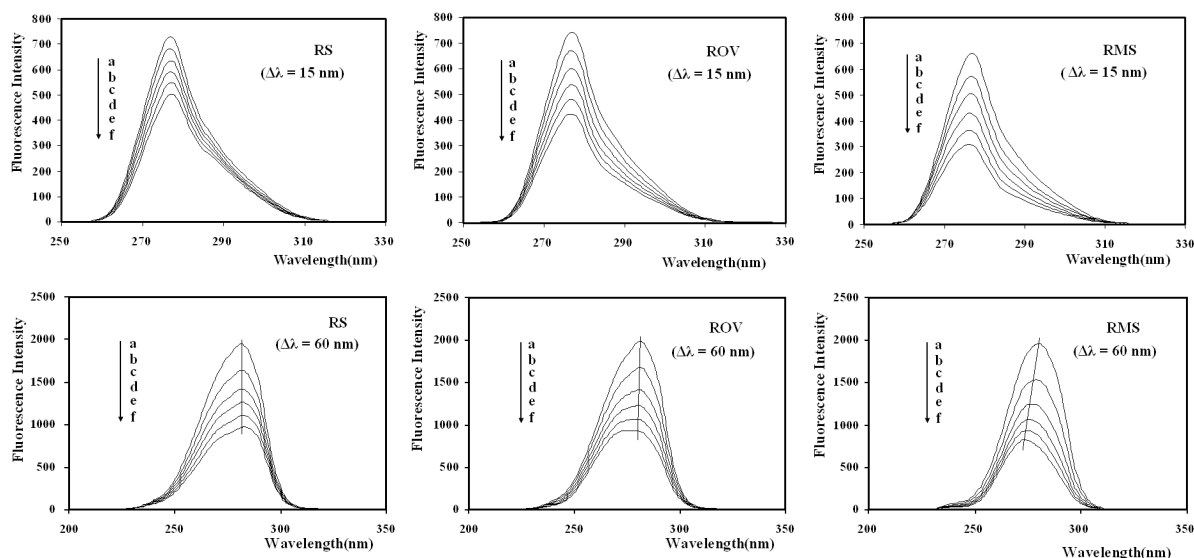 800
700
600
500
400
300
200
100
0
250 270 290 310 330
Fluorescence Intensity
Wavelength(nm)
a
b
c
d
e
f
RS
(Δλ = 15 nm)
800
700
600
500
400
300
200
100
0
250 270 290 310 330
Fluorescence Intensity
Wavelength(nm)
a
b
c
d
e
f
ROV
(Δλ = 15 nm)
800
700
600
500
400
300
200
100
0
250 270 290 310 330
Fluorescence Intensity
Wavelength(nm)
a
b
c
d
e
f
RMS
(Δλ = 15 nm)
2500
2000
1500
1000
500
0
200 250 300 350
Fluorescence Intensity
Wavelength(nm)
a
b
c
d
e
f
RS
(Δλ = 60 nm)
2500
2000
1500
1000
500
0
200 250 300 350
Fluorescence Intensity
Wavelength(nm)
a
b
c
d
e
f
ROV
(Δλ = 60 nm)
2500
2000
1500
1000
500
0
200 250 300 350
Fluorescence Intensity
Wavelength(nm)
a
b
c
d
e
f
RMS
(Δλ = 60 nm)